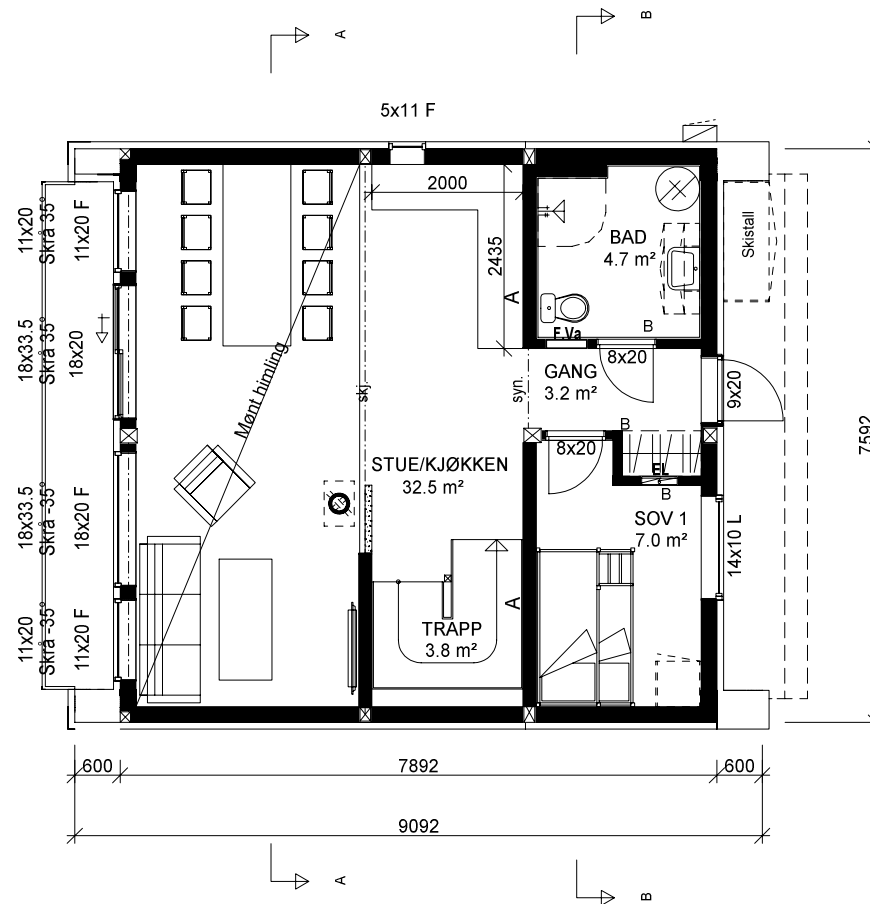 A
B
5x11 F
2000
2435
A
BAD
4.7 m²
Skistall
11x20
Skrå 35°
11x20 F
18x33.5
Skrå 35°
18x20
F.Va
B
8x20
GANG
3.2 m²
syn.
9x20
7592
Mønt himling
skj
B
8x20
EL
B
STUE/KJØKKEN
32.5 m²
SOV 1
7.0 m²
14x10 L
18x33.5
Skrå -35°
18x20 F
A
TRAPP
3.8 m²
11x20
Skrå -35°
11x20 F
600
7892
600
9092
A
B